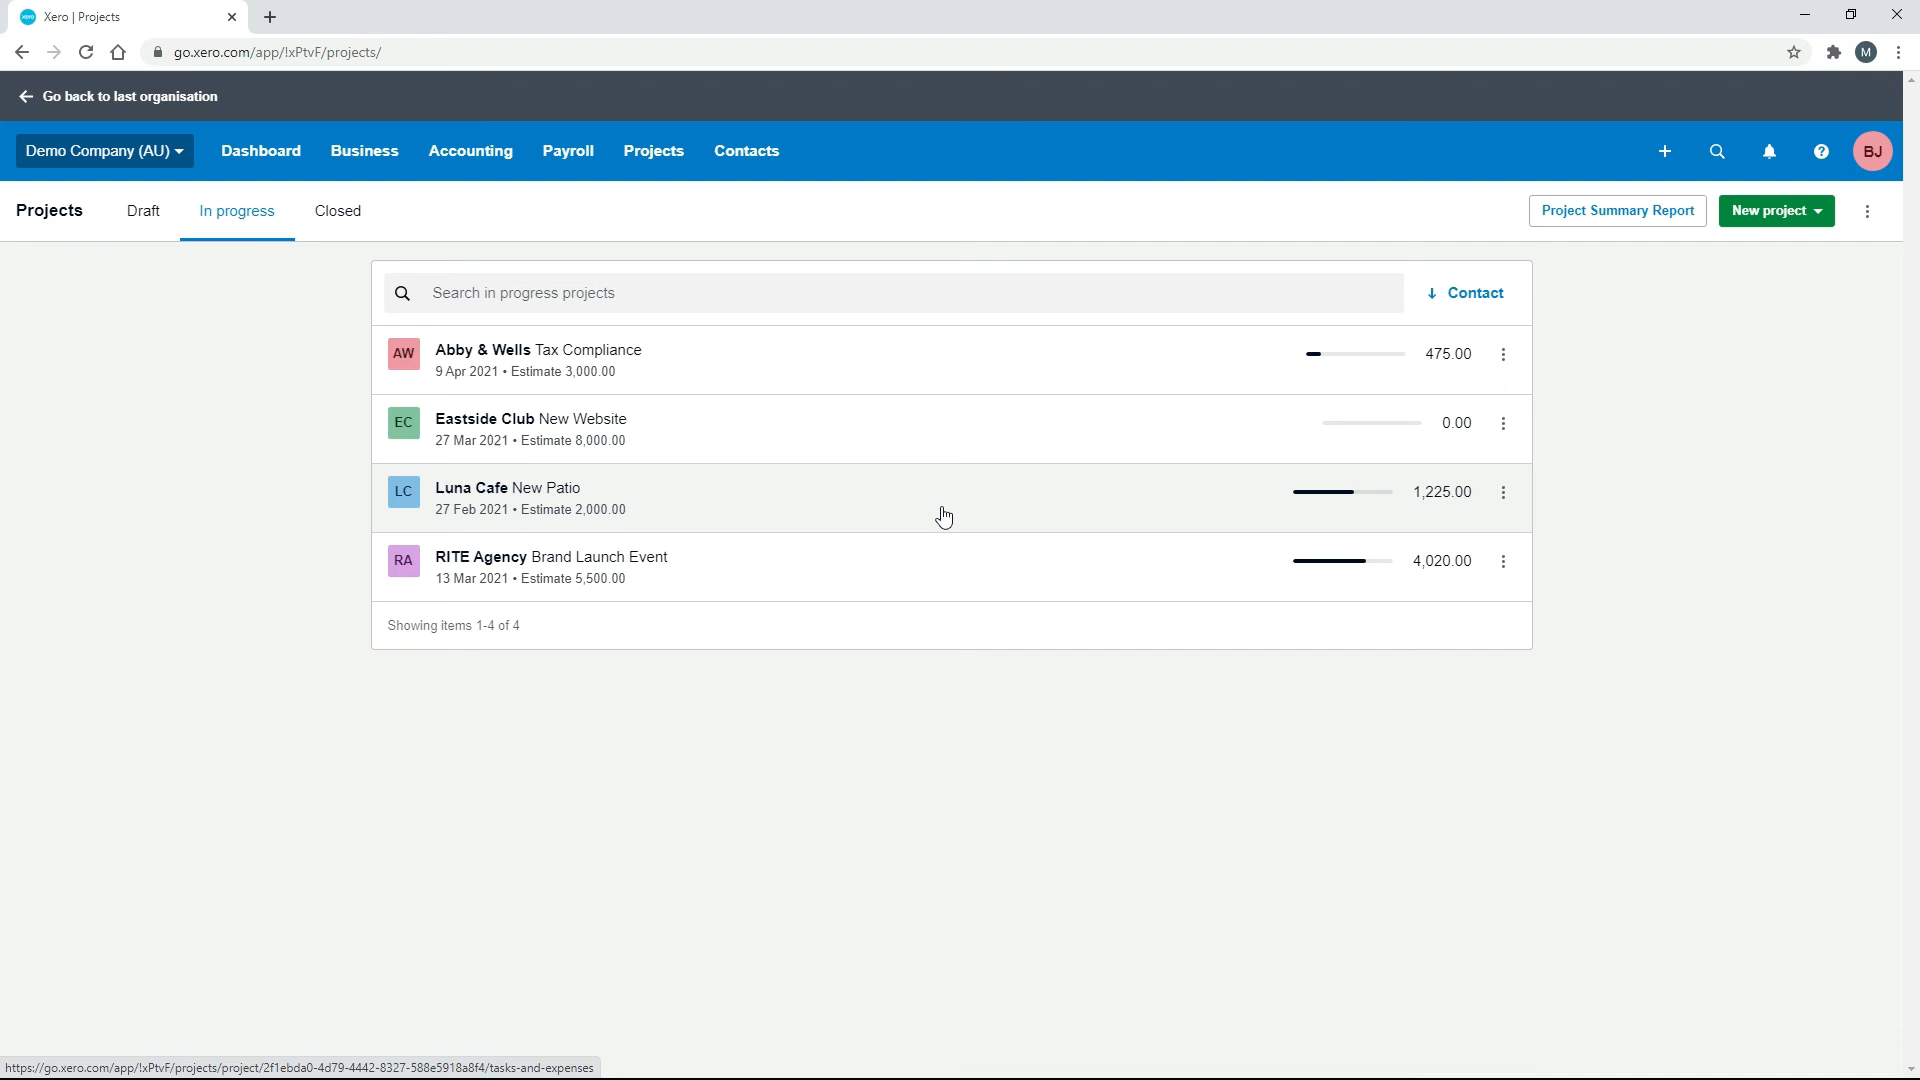 Xero | Projects
go.xero.com/app/!xPtvF/projects/
M
Go back to last organisation
Demo Company (AU) Dashboard Business Accounting Payroll Projects Contacts BJ
Projects Draft In progress Closed Project Summary Report New project
Search in progress projects Contact
AW Abby & Wells Tax Compliance 475.00
9 Apr 2021 • Estimate 3,000.00
EC Eastside Club New Website 0.00
27 Mar 2021 • Estimate 8,000.00
LC Luna Cafe New Patio 1,225.00
27 Feb 2021 • Estimate 2,000.00
RA RITE Agency Brand Launch Event 4,020.00
13 Mar 2021 • Estimate 5,500.00
Showing items 1-4 of 4
https://go.xero.com/app/!xPtvF/projects/project/2f1ebda0-4d79-4442-8327-588e5918a8f4/tasks-and-expenses